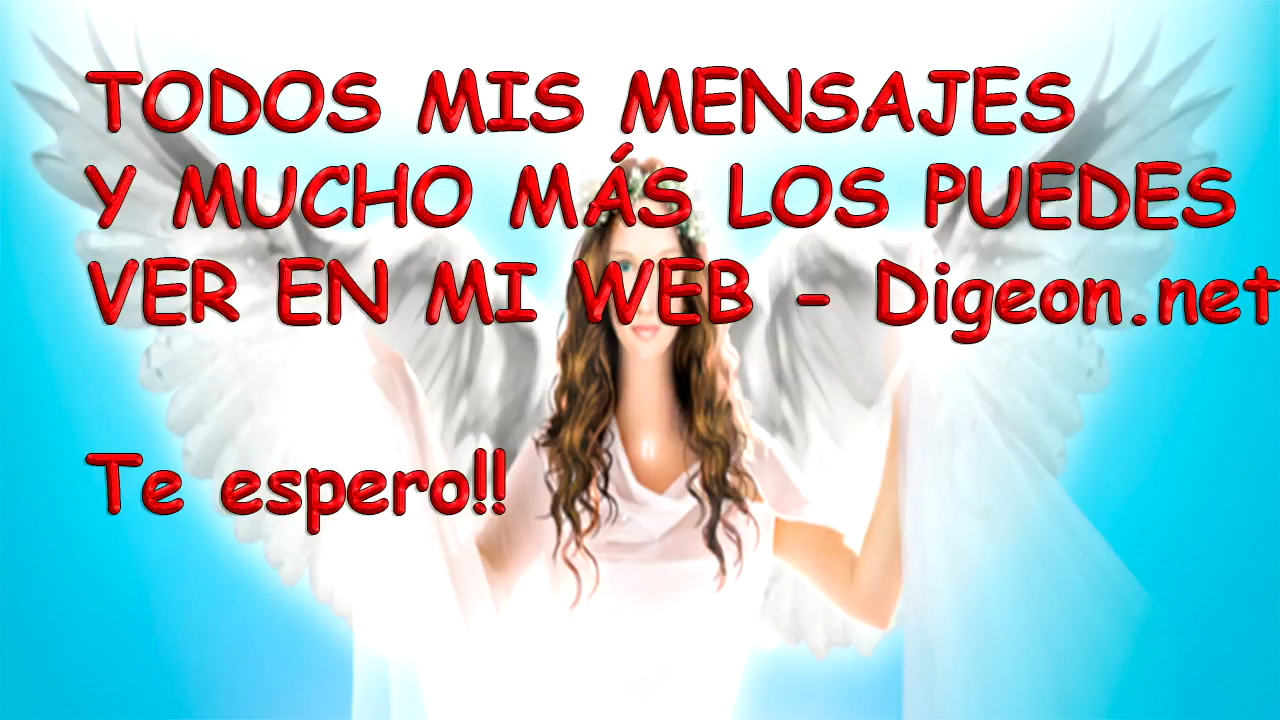 TODOS MIS MENSAJES
Y MUCHO MÁS LOS PUEDES
VER EN MI WEB - Digeon.net
Te espero!!